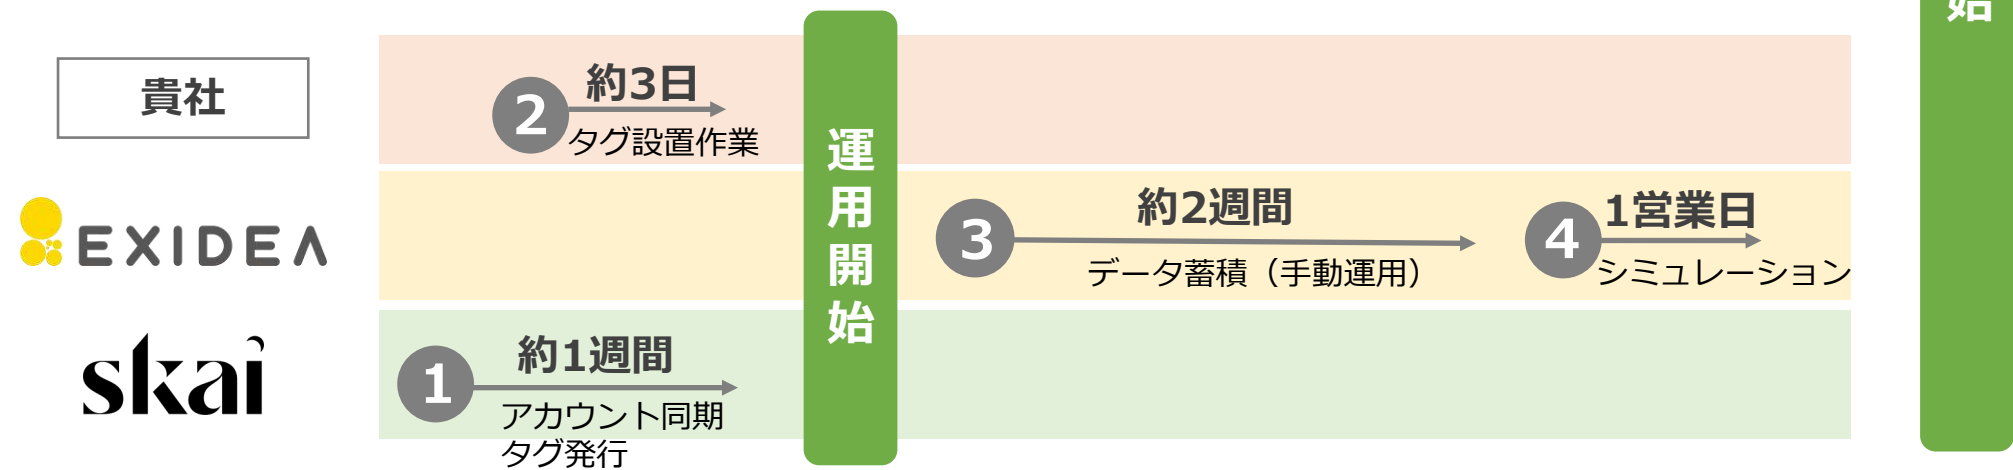 貴社
2
約3日
タグ設置作業
EXIDEA
3
約2週間
データ蓄積（手動運用）
4
1営業日
シミュレーション
skai
1
約1週間
アカウント同期
タグ発行
運用開始
始